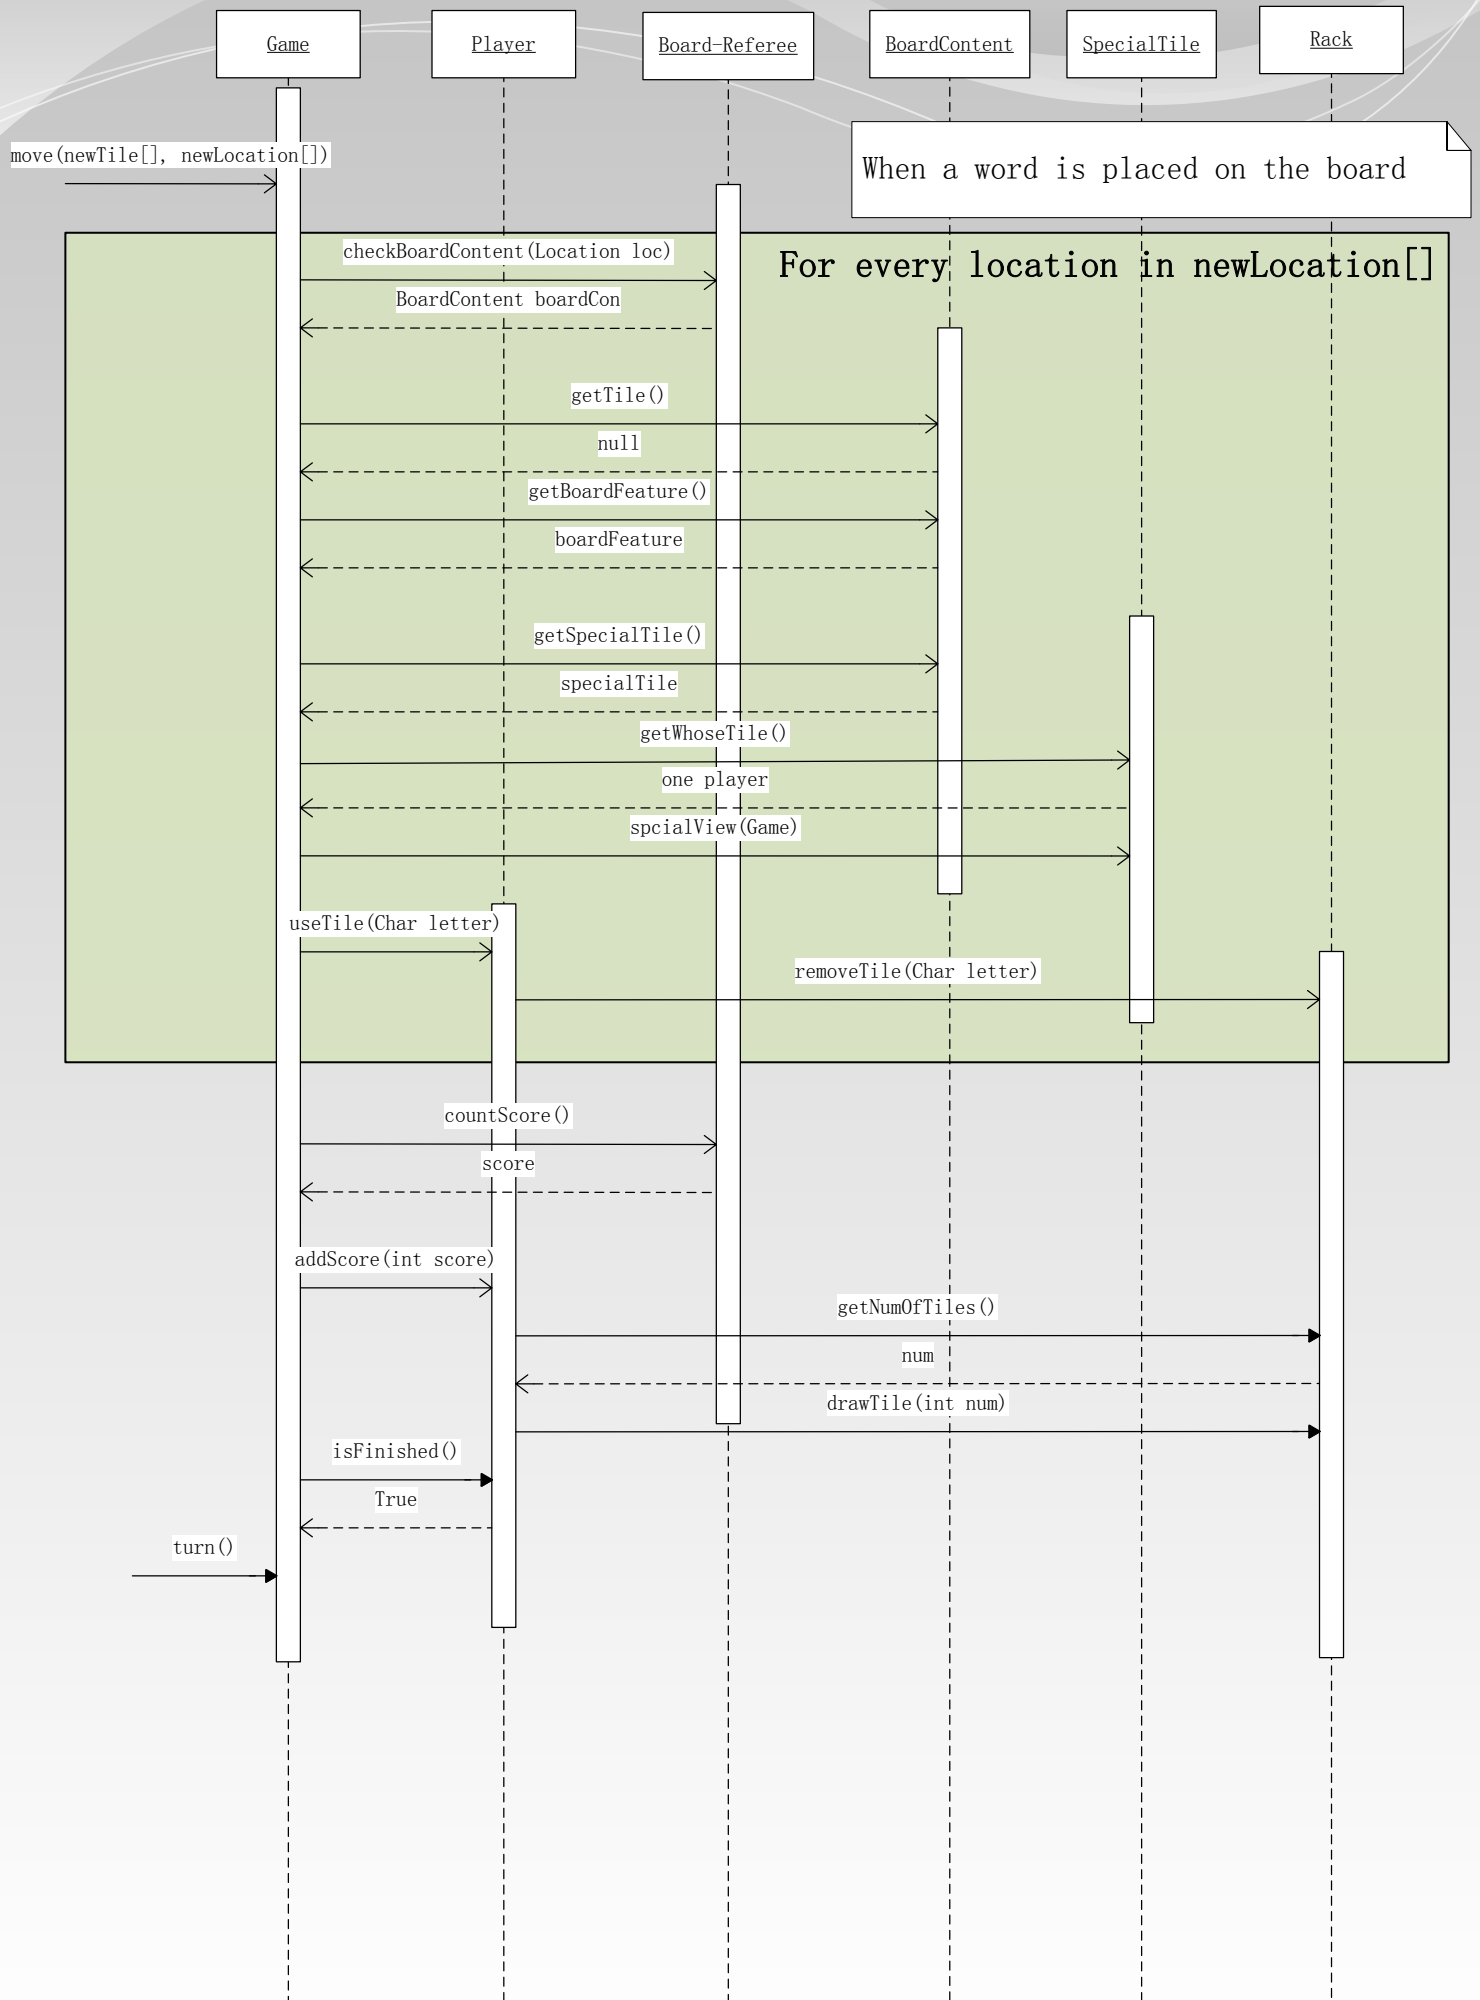 Game
Player
Board-Referee
BoardContent
SpecialTile
Rack
move(newTile[], newLocation[])
When a word is placed on the board
For every location in newLocation[]
checkBoardContent(Location loc)
BoardContent boardCon
getTile()
null
getBoardFeature()
boardFeature
getSpecialTile()
specialTile
getWhoseTile()
one player
spcialView(Game)
useTile(Char letter)
removeTile(Char letter)
countScore()
score
addScore(int score)
getNumOfTiles()
num
drawTile(int num)
isFinished()
True
turn()